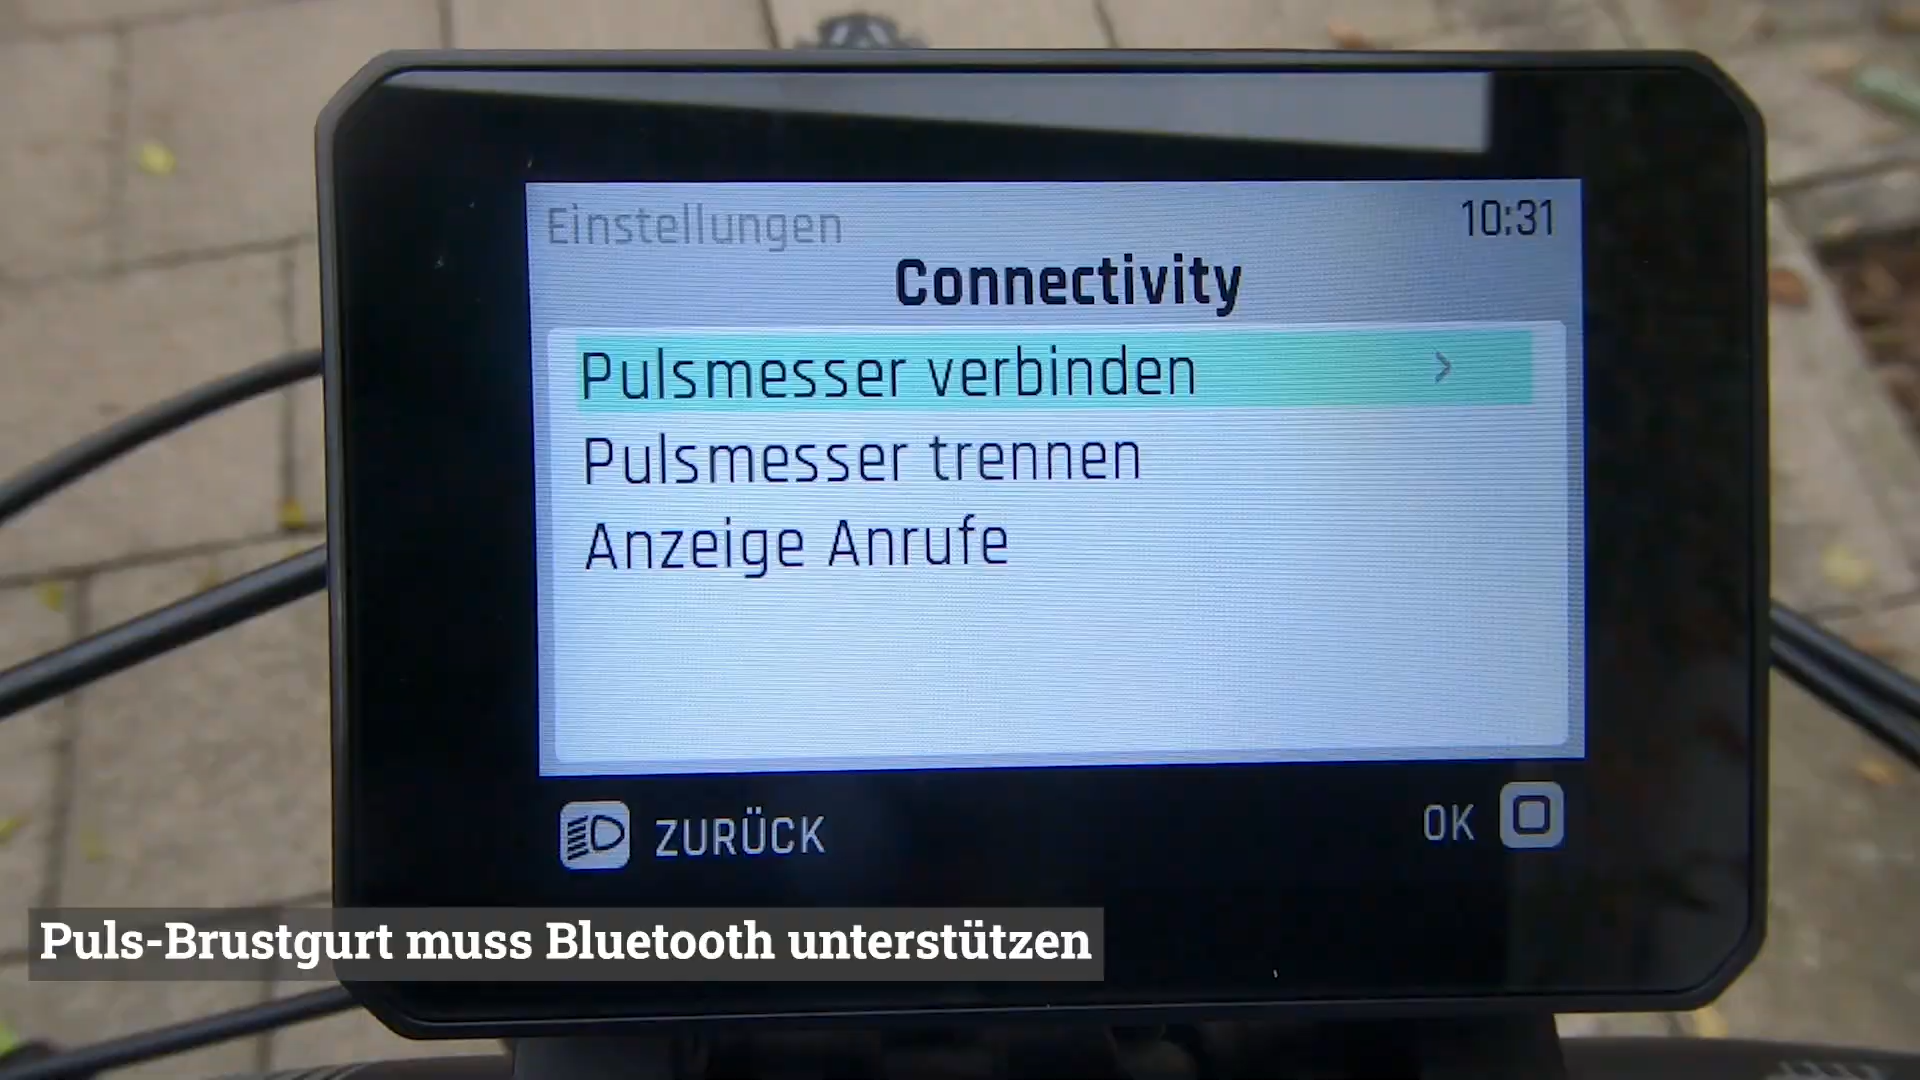 Einstellungen
10:31
Connectivity
Pulsmesser verbinden
Pulsmesser trennen
Anzeige Anrufe
ZURÜCK
OK
Puls-Brustgurt muss Bluetooth unterstützen